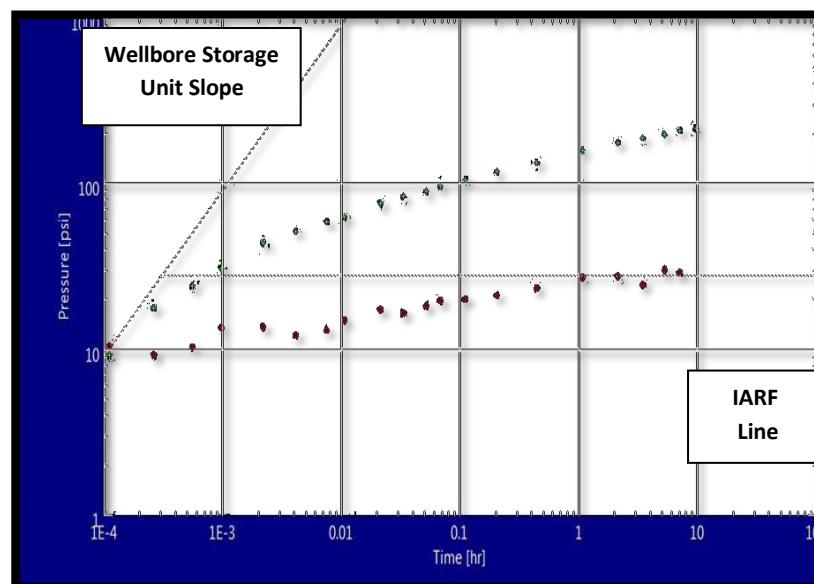 1000
Wellbore Storage
Unit Slope
100
Pressure [psi]
10
IARF
Line
1
1E-4
1E-3
0.01
0.1
1
10
Time [hr]